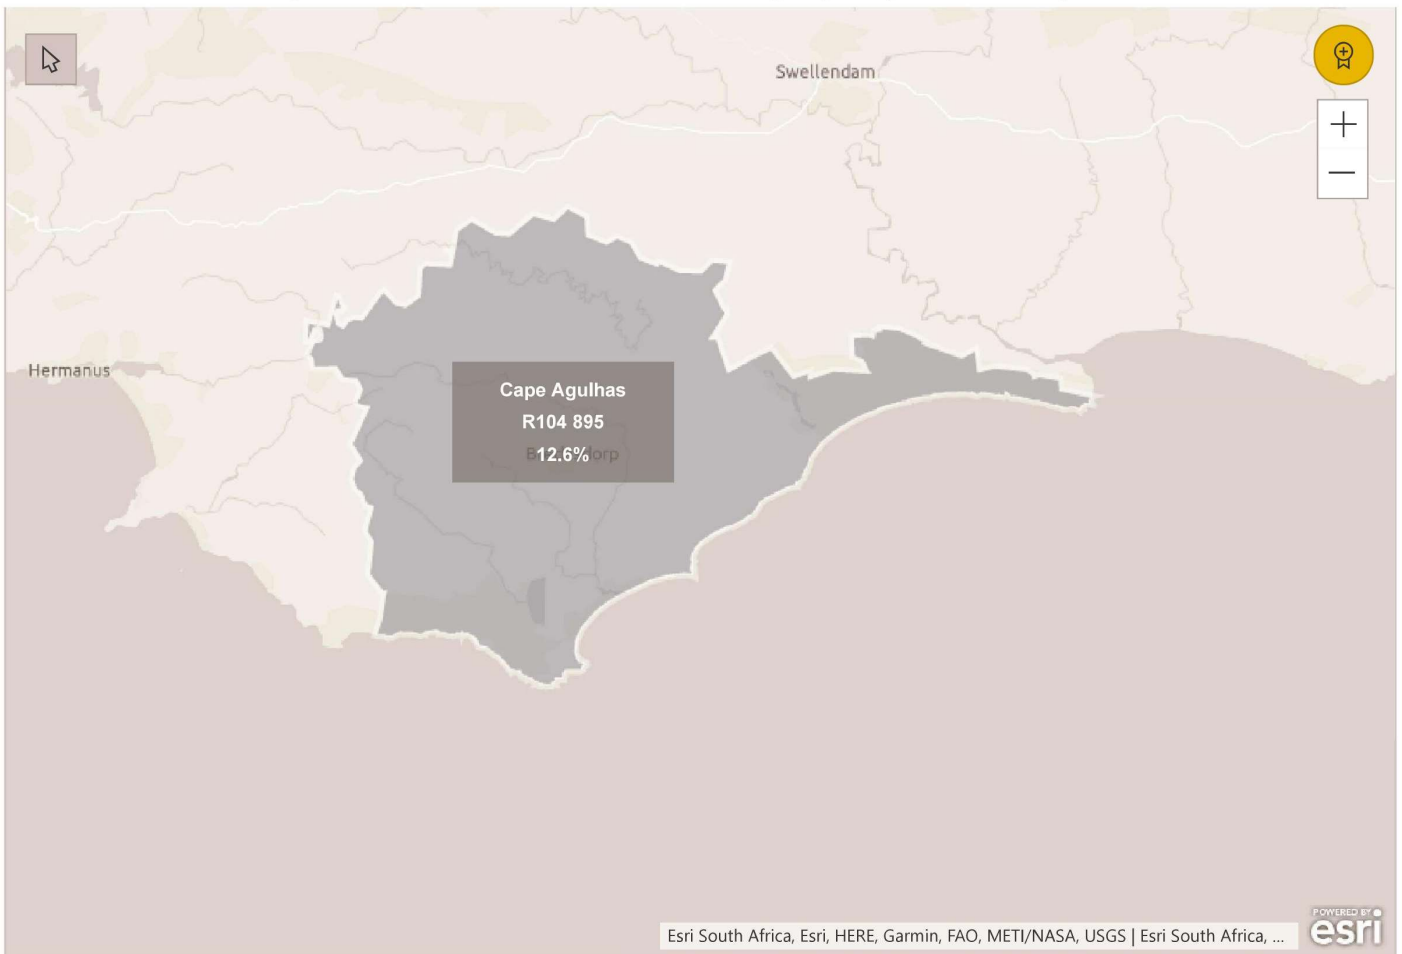 Swellendam
Hermanus
Cape Agulhas
R104 895
12.6%
Esri South Africa, Esri, HERE, Garmin, FAO, METI/NASA, USGS | Esri South Africa, ...
POWERED BY
esri